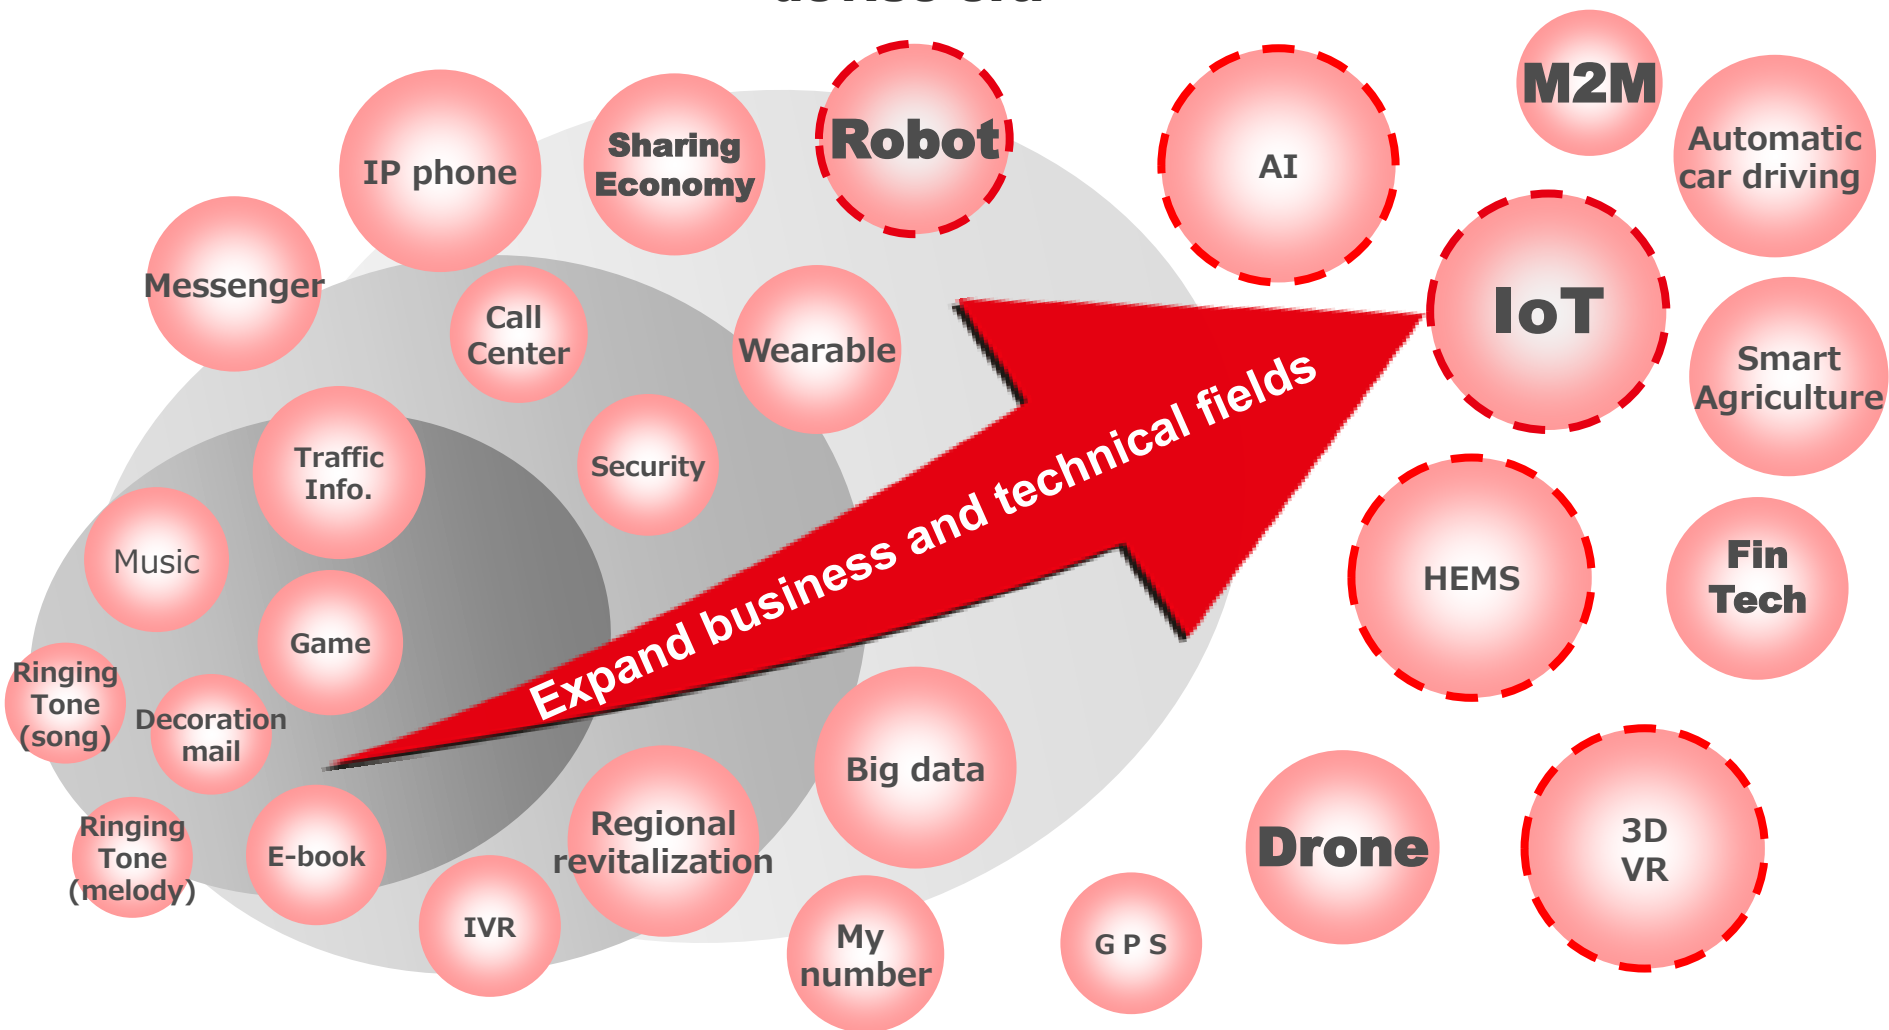 M2M
Robot
Automatic
car driving
Sharing
Economy
IP phone
AI
Messenger
Call
Center
Wearable
IoT
Smart
Agriculture
Traffic
Info.
Security
Music
Game
Expand business and technical fields
HEMS
Fin
Tech
Ringing
Tone
(song)
Decoration
mail
Ringing
Tone
(melody)
E-book
IVR
Regional
revitalization
Big data
My
number
GPS
Drone
3D
VR